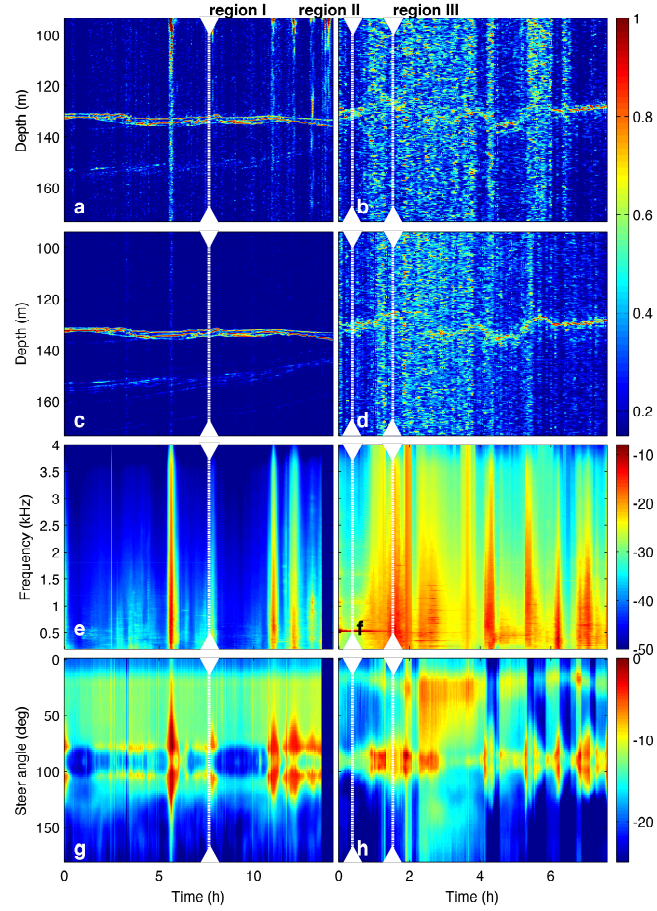 region I region II region III
100
120
140
160
Depth (m)
a
b
1
0.8
0.6
0.4
0.2
100
120
140
160
Depth (m)
c
d
4
3.5
3
2.5
2
1.5
1
0.5
Frequency (kHz)
e
f
-10
-20
-30
-40
-50
0
50
100
150
Steer angle (deg)
g
h
0
-10
-20
0 5 10
0 2 4 6
Time (h)
Time (h)